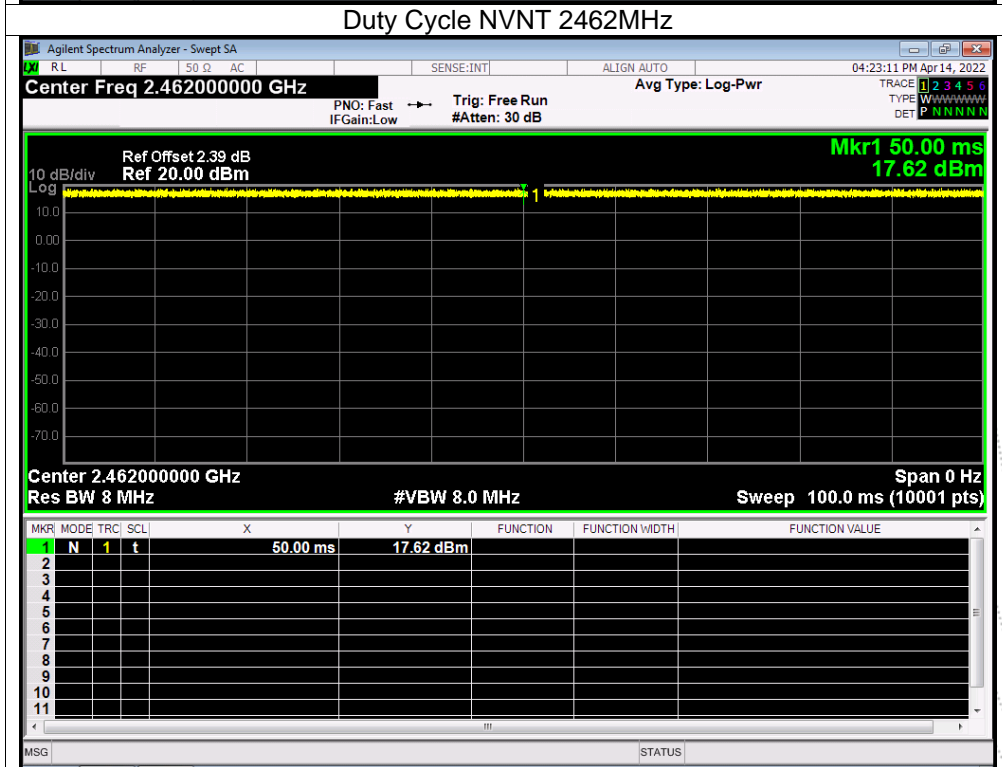 Duty Cycle NVNT 2462MHz
Agilent Spectrum Analyzer - Swept SA
LXI RL RF 50 Ω AC SENSE:INT ALIGN AUTO 04:23:11 PM Apr 14, 2022
Center Freq 2.462000000 GHz Avg Type: Log-Pwr TRACE 1 2 3 4 5 6
PNO: Fast Trig: Free Run TYPE WWWWWW
IFGain:Low #Atten: 30 dB DET P N N N N N
Mkr1 50.00 ms
Ref Offset 2.39 dB
10 dB/div Ref 20.00 dBm 17.62 dBm
Log
1
10.0
0.00
-10.0
-20.0
-30.0
-40.0
-50.0
-60.0
-70.0
Center 2.462000000 GHz Span 0 Hz
Res BW 8 MHz #VBW 8.0 MHz Sweep 100.0 ms (10001 pts)
MKR MODE TRC SCL X Y FUNCTION FUNCTION WIDTH FUNCTION VALUE
1 N 1 t 50.00 ms 17.62 dBm
2
3
4
5
6
7
8
9
10
11
MSG STATUS